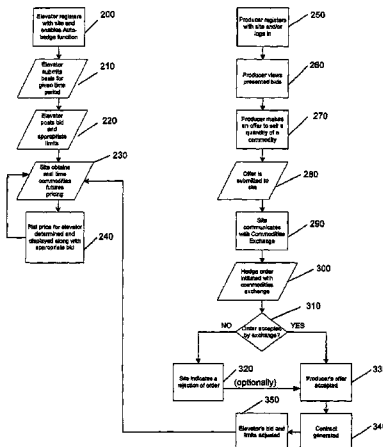 200
Elevator registers
with site and
enables Auto-
hedge function
210
Elevator
submits
basis for
given time
period
220
Elevator
posts bid
and
appropriate
limits
230
Site obtains
real time
commodities
futures
pricing
240
Flat price for elevator
determined and
displayed along with
appropriate bid
250
Producer registers
with site and/or
logs in
260
Producer views
presented bids
270
Producer makes
an offer to sell a
quantity of a
commodity
280
Offer is
submitted to
site
290
Site
communicates
with Commodities
Exchange
300
Hedge order
initiated with
commodities
exchange
310
Order accepted
by exchange?
NO
YES
320
Site indicates a
rejection of order
(optionally)
330
Producer's offer
accepted
340
Contract
generated
350
Elevator's bid and
limits adjusted